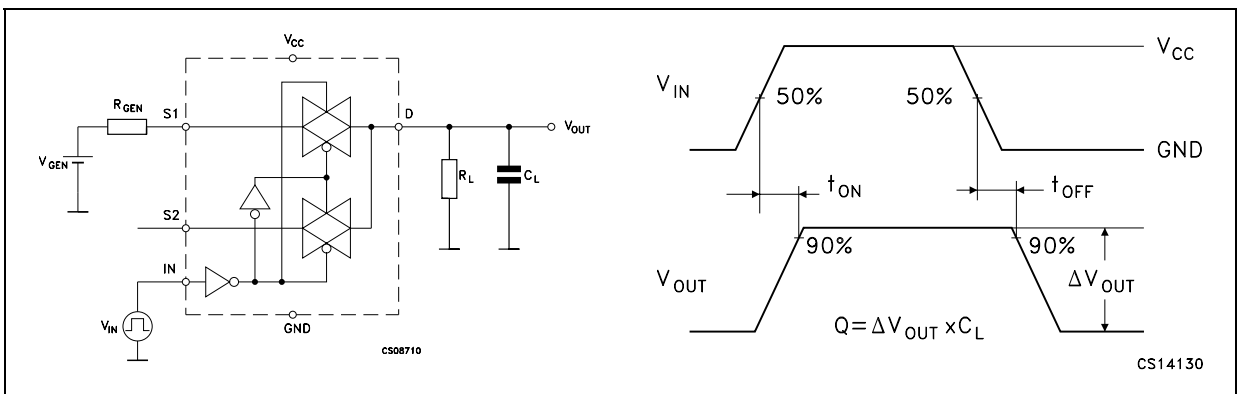 VCC
RGEN
S1
D
VOUT
VGEN
RL
CL
S2
IN
VIN
GND
CS08710
VCC
VIN
50%
50%
GND
tON
tOFF
90%
90%
VOUT
ΔVOUT
Q=ΔVOUT xCL
CS14130